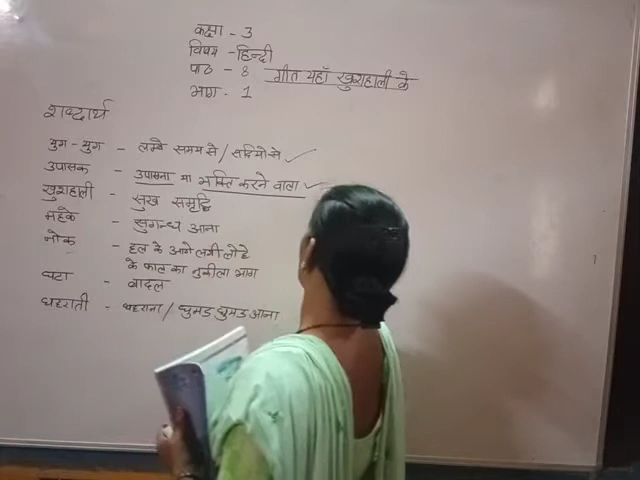 कक्षा - 3
विषय - हिन्दी
पाठ - 8 गीत यहाँ खुशहाली के
भाग - 1
शब्दार्थ
युग - युग - लम्बे समय से / सदियों से ✓
उपासक - उपासना या भक्ति करने वाला ✓
खुशहाली - सुख समृद्धि
महके - सुगन्ध आना
नोक - हल के आगे लगी लोहे
के फाल का नुकीला भाग
घटा - बादल
घहराती - घहराना / घुमड घुमड आना